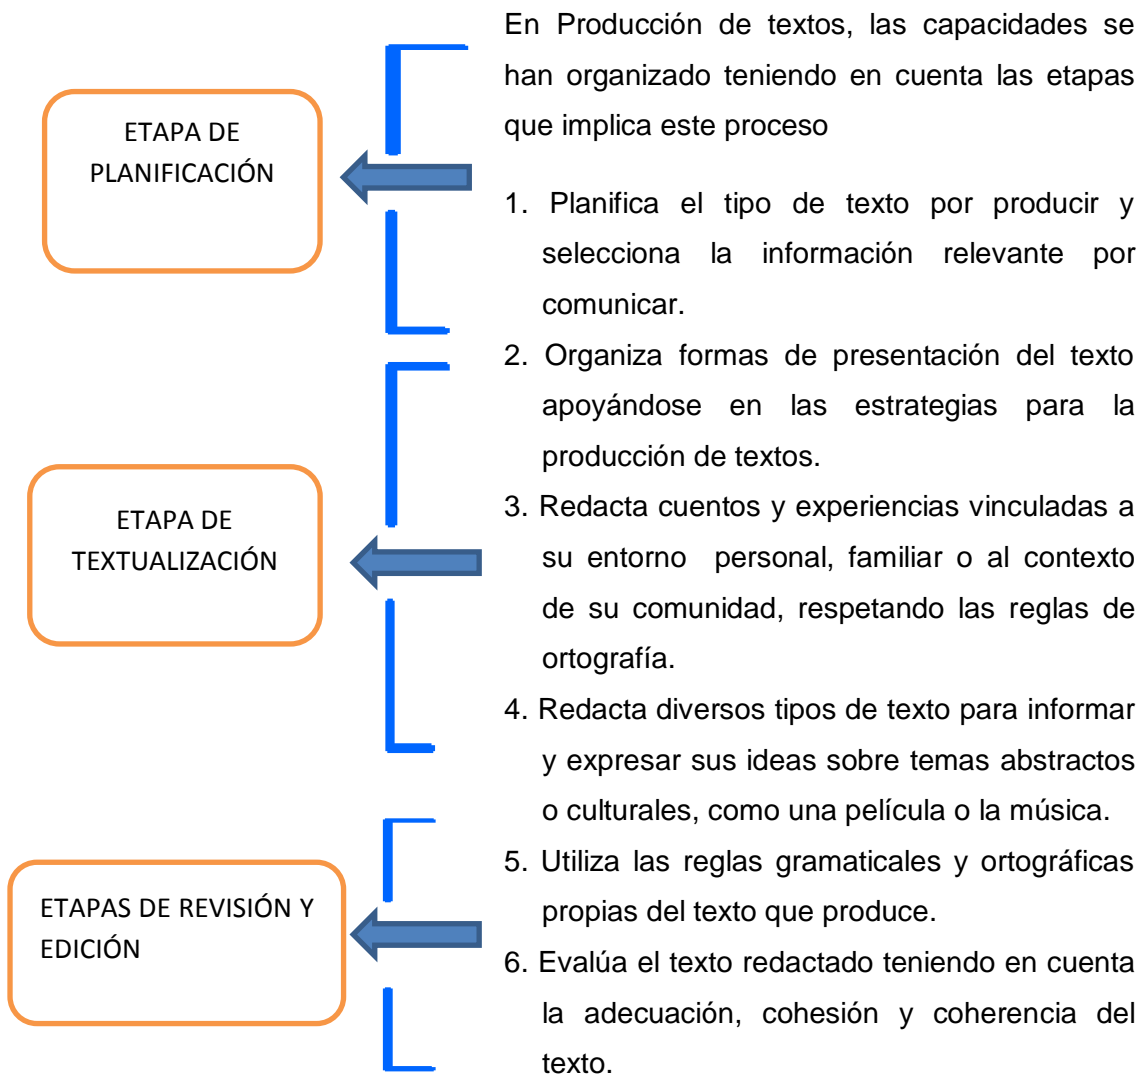 En Producción de textos, las capacidades se
han organizado teniendo en cuenta las etapas
que implica este proceso
ETAPA DE
PLANIFICACIÓN
1. Planifica el tipo de texto por producir y
selecciona la información relevante por
comunicar.
2. Organiza formas de presentación del texto
apoyándose en las estrategias para la
producción de textos.
ETAPA DE
TEXTUALIZACIÓN
3. Redacta cuentos y experiencias vinculadas a
su entorno personal, familiar o al contexto
de su comunidad, respetando las reglas de
ortografía.
4. Redacta diversos tipos de texto para informar
y expresar sus ideas sobre temas abstractos
o culturales, como una película o la música.
ETAPAS DE REVISIÓN Y
EDICIÓN
5. Utiliza las reglas gramaticales y ortográficas
propias del texto que produce.
6. Evalúa el texto redactado teniendo en cuenta
la adecuación, cohesión y coherencia del
texto.